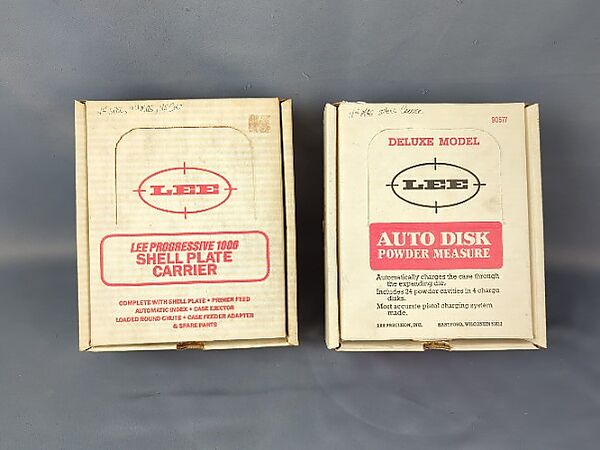 LEE
LEE PROGRESSIVE 1000
SHELL PLATE
CARRIER
COMPLETE WITH SHELL PLATE • PRIMER FEED
AUTOMATIC INDEX • CASE EJECTOR
LOADED ROUND CHUTE • CASE FEEDER ADAPTER
& SPARE PARTS
90577
DELUXE MODEL
LEE
AUTO DISK
POWDER MEASURE
Automatically charges the case through
the expanding die.
Includes 24 powder cavities in 4 charge
disks.
Most accurate pistol charging system
made.
LEE PRECISION, INC. HARTFORD, WISCONSIN 53027